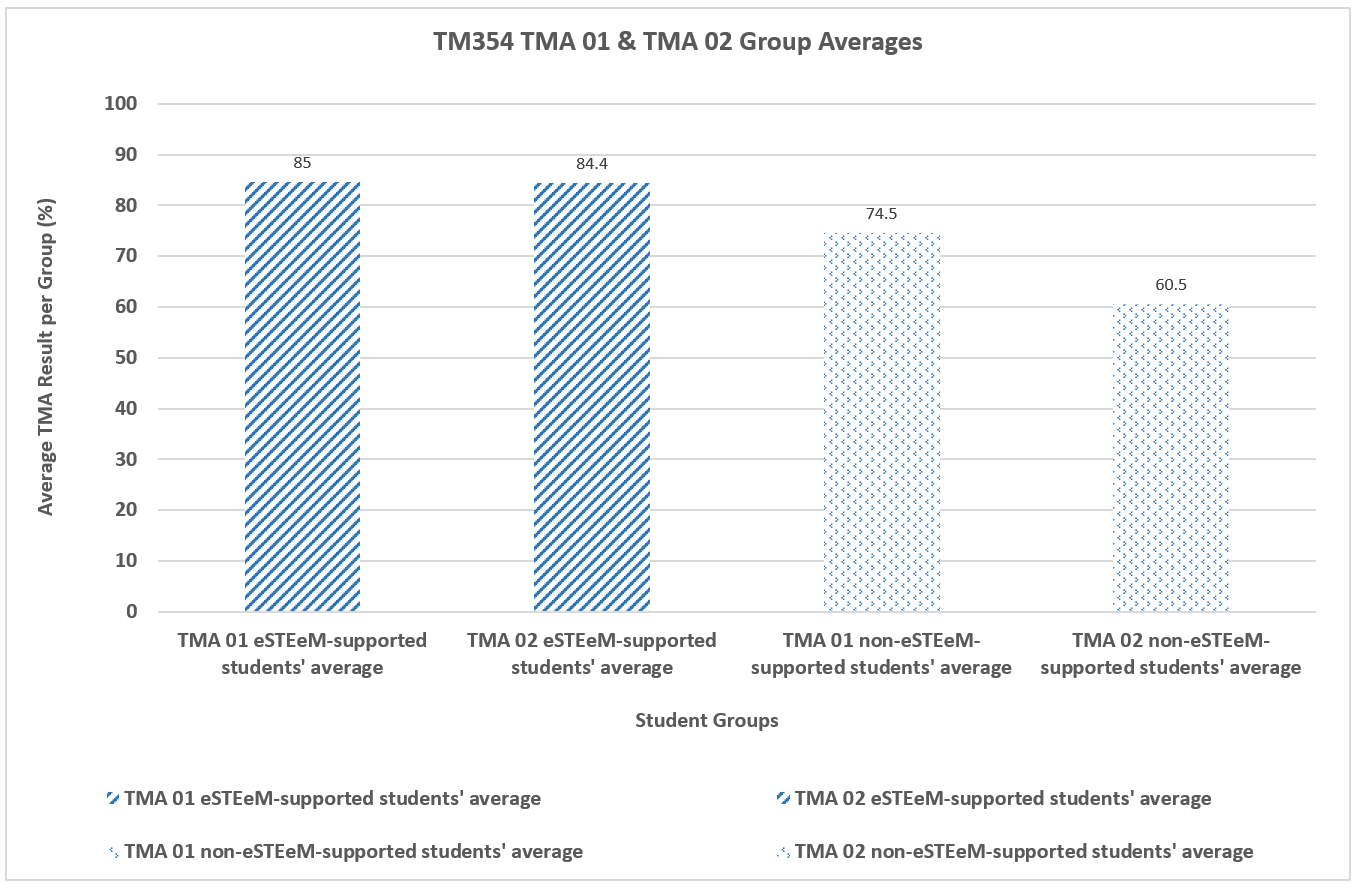 TM354 TMA 01 & TMA 02 Group Averages
Average TMA Result per Group (%)
100
90
80
70
60
50
40
30
20
10
0
85
84.4
74.5
60.5
TMA 01 eSTEeM-supported
students' average
TMA 02 eSTEeM-supported
students' average
TMA 01 non-eSTEeM-
supported students' average
TMA 02 non-eSTEeM-
supported students' average
Student Groups
TMA 01 eSTEeM-supported students' average
TMA 02 eSTEeM-supported students' average
TMA 01 non-eSTEeM-supported students' average
TMA 02 non-eSTEeM-supported students' average